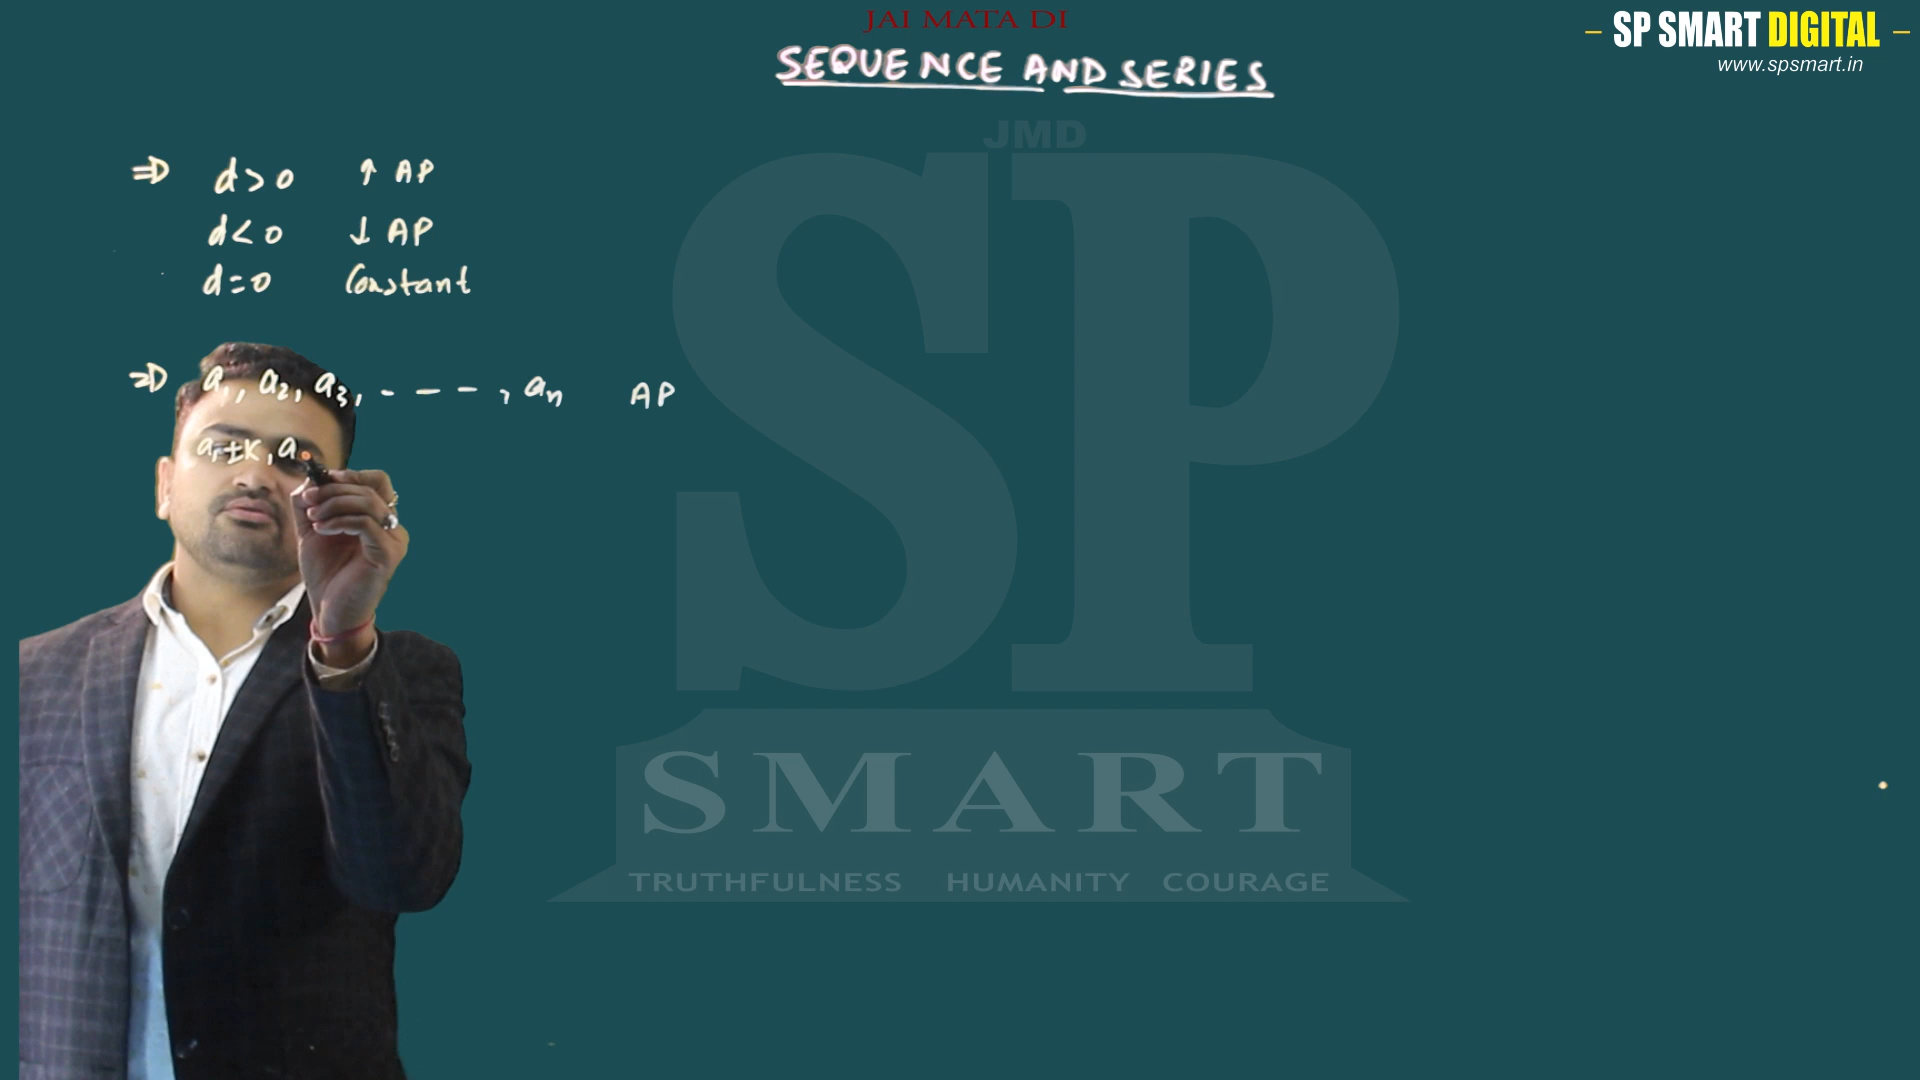 JAI MATA DI
SEQUENCE AND SERIES
– SP SMART DIGITAL –
www.spsmart.in
JMD
⇒ d>0 ↑ AP
d<0 ↓ AP
d=0 Constant
⇒ a₁, a₂, a₃, - - - -, aₙ AP
a₁±K, a
SP
SMART
TRUTHFULNESS HUMANITY COURAGE